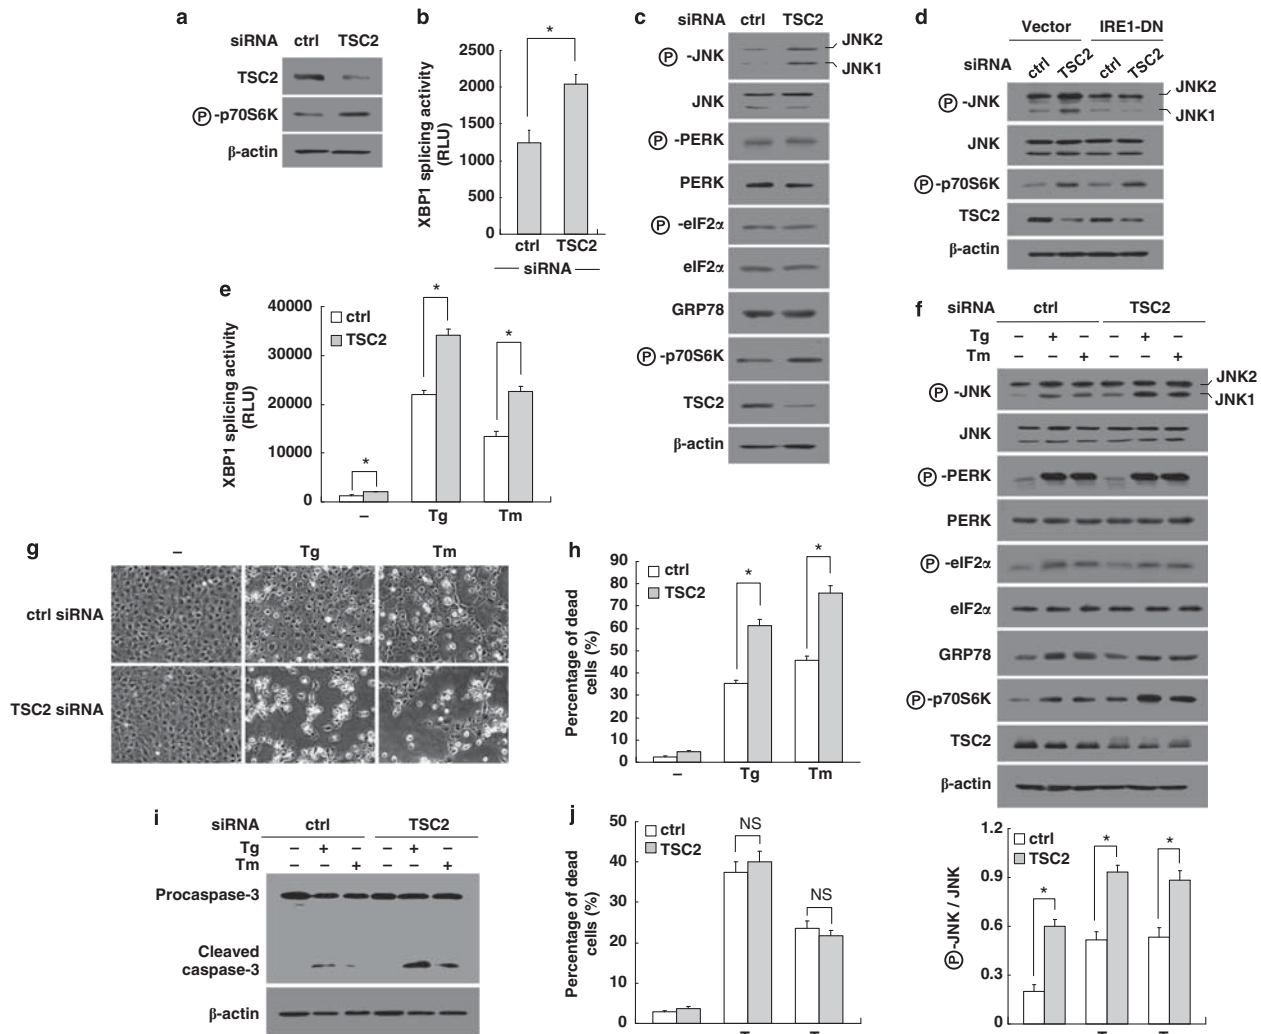 a
siRNA ctrl TSC2
TSC2
Ⓟ-p70S6K
β-actin
b
XBP1 splicing activity
(RLU)
2500
2000
1500
1000
500
0
*
ctrl TSC2
siRNA
c
siRNA ctrl TSC2
Ⓟ-JNK
JNK2
JNK1
JNK
Ⓟ-PERK
PERK
Ⓟ-eIF2α
eIF2α
GRP78
Ⓟ-p70S6K
TSC2
β-actin
d
Vector IRE1-DN
siRNA ctrl TSC2 ctrl TSC2
Ⓟ-JNK
JNK2
JNK1
JNK
Ⓟ-p70S6K
TSC2
β-actin
e
XBP1 splicing activity
(RLU)
40000
30000
20000
10000
0
ctrl
TSC2
* * *
– Tg Tm
f
siRNA ctrl TSC2
Tg – + – – + –
Tm – – + – – +
Ⓟ-JNK
JNK2
JNK1
JNK
Ⓟ-PERK
PERK
Ⓟ-eIF2α
eIF2α
GRP78
Ⓟ-p70S6K
TSC2
β-actin
Ⓟ-JNK / JNK
1.2
0.9
0.6
0.3
0
ctrl
TSC2
* * *
g
– Tg Tm
ctrl siRNA
TSC2 siRNA
h
Percentage of dead
cells (%)
90
80
70
60
50
40
30
20
10
0
ctrl
TSC2
* *
– Tg Tm
i
siRNA ctrl TSC2
Tg – + – – + –
Tm – – + – – +
Procaspase-3
Cleaved
caspase-3
β-actin
j
Percentage of dead
cells (%)
50
40
30
20
10
0
ctrl
TSC2
NS NS